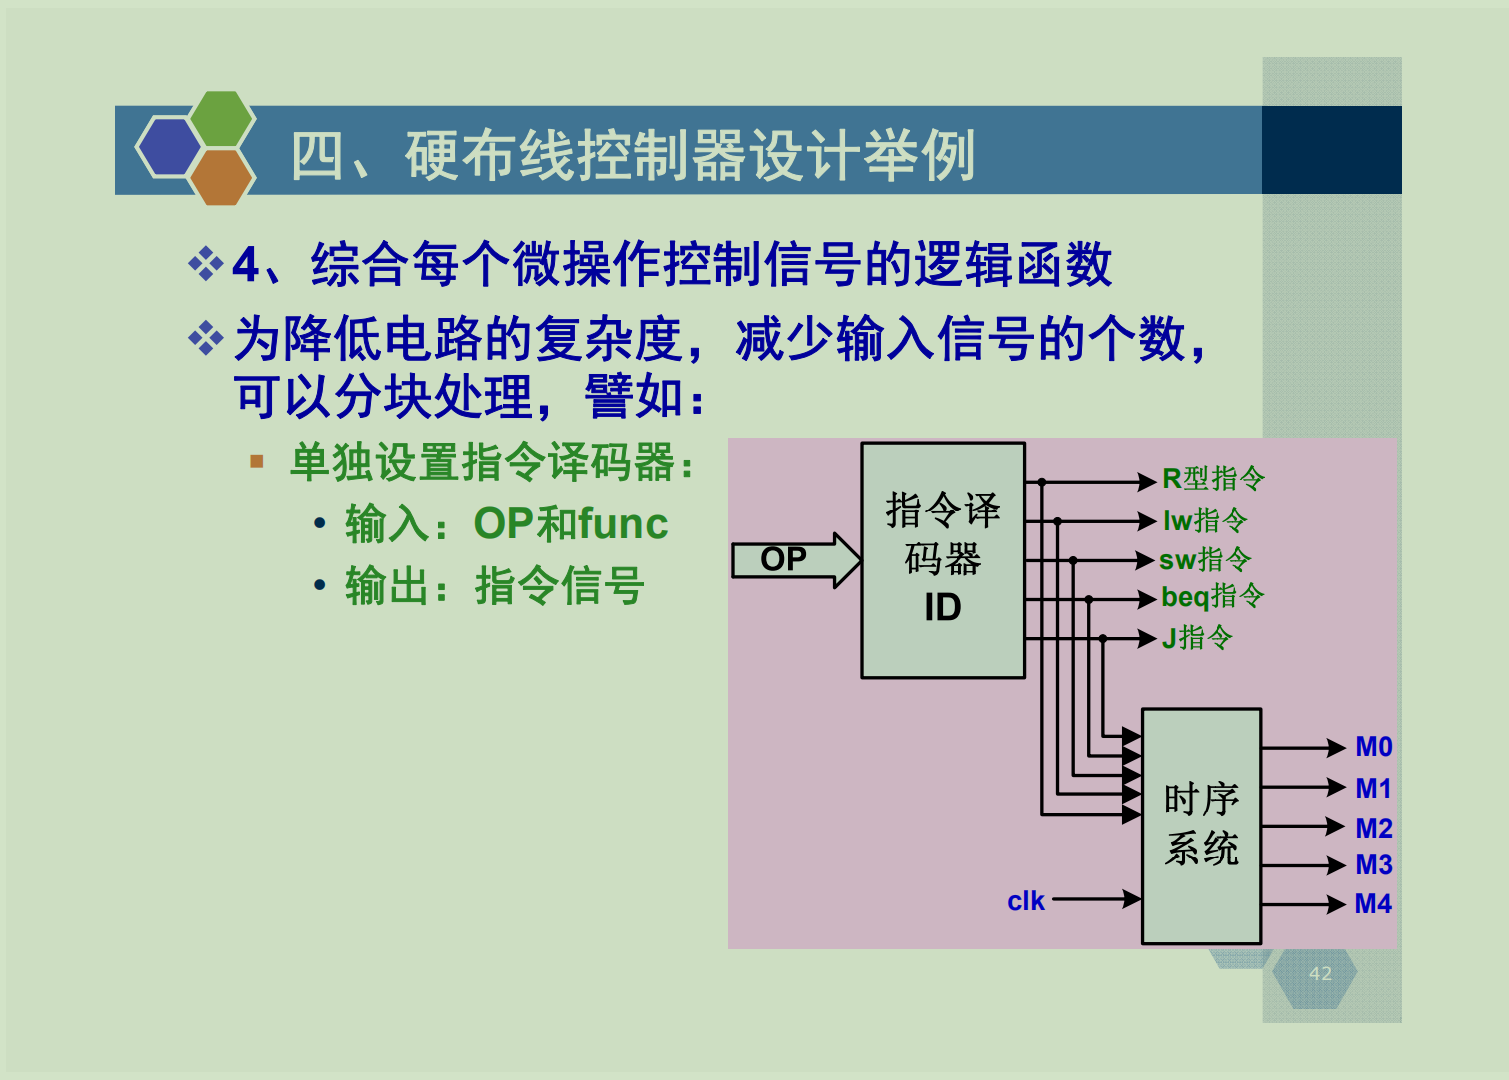 四、硬布线控制器设计举例
4、综合每个微操作控制信号的逻辑函数
为降低电路的复杂度，减少输入信号的个数，
可以分块处理，譬如：
单独设置指令译码器：
• 输入：OP和func
• 输出：指令信号
OP
指令译
码器
ID
R型指令
lw指令
sw指令
beq指令
J指令
时序
系统
clk
M0
M1
M2
M3
M4
42